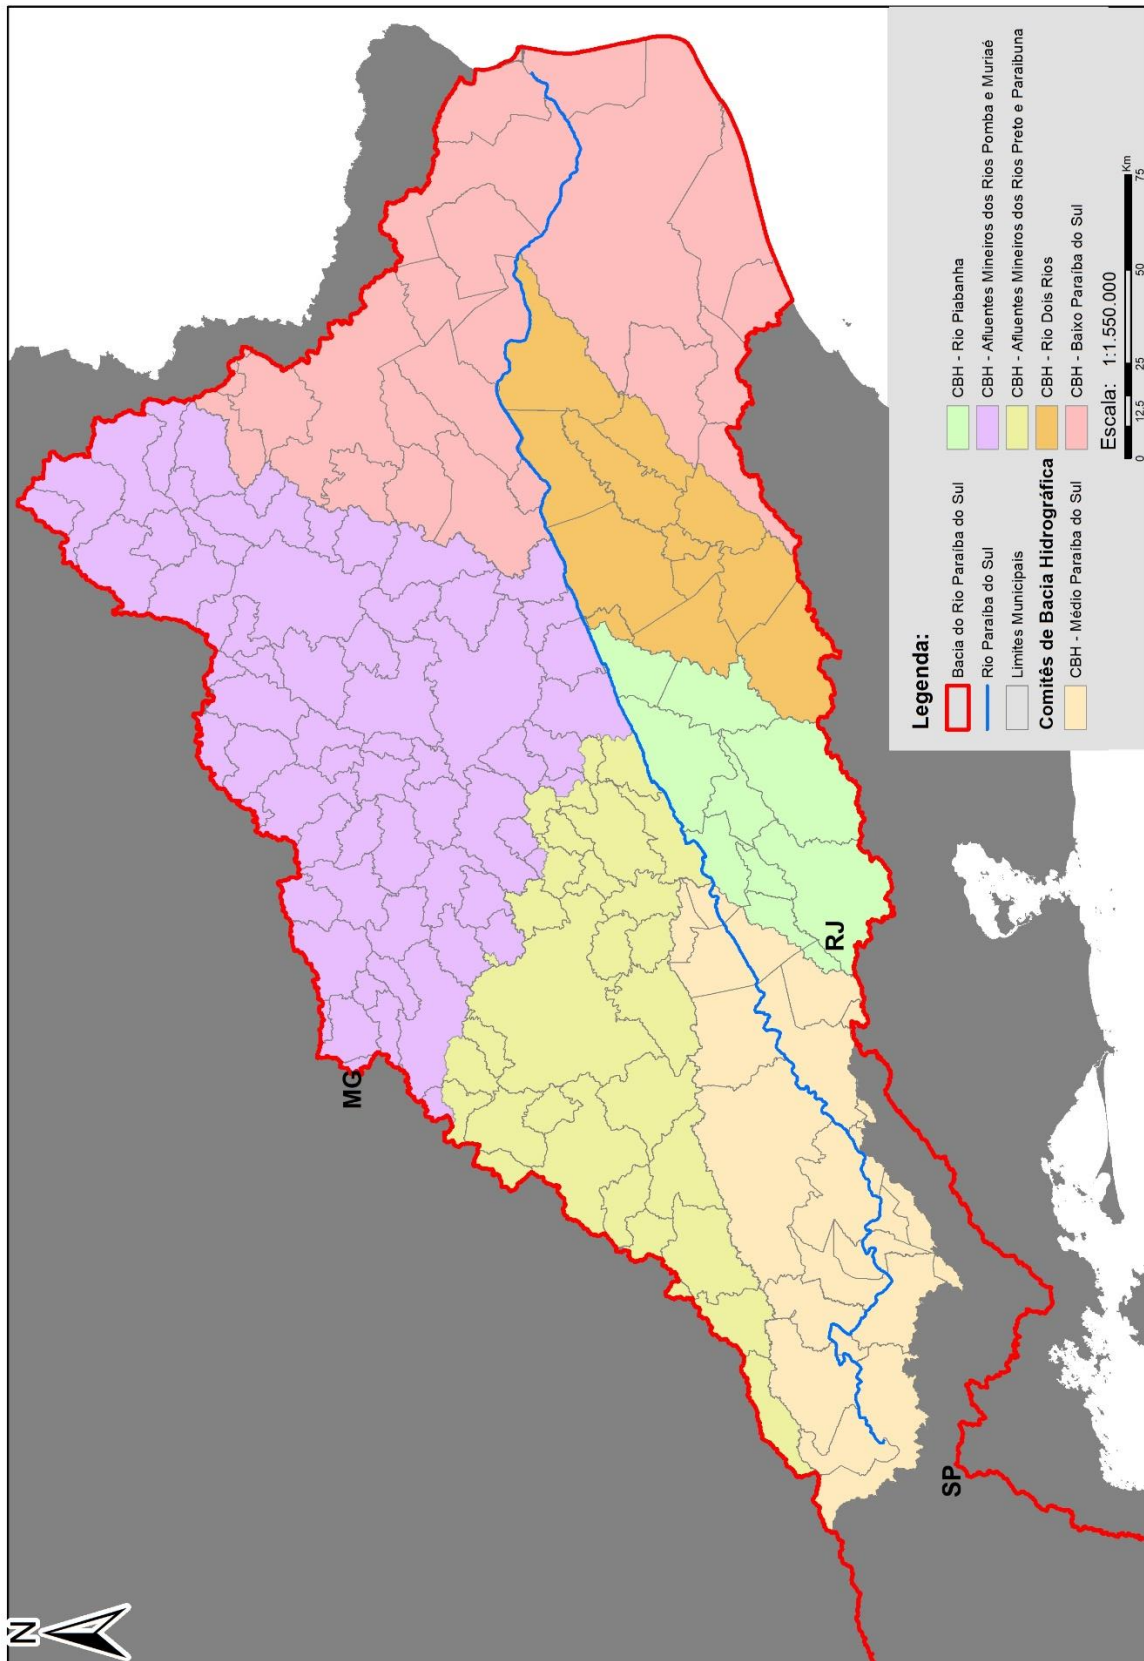 N
MG
RJ
SP
Legenda:
Bacia do Rio Paraíba do Sul
Rio Paraíba do Sul
Limites Municipais
Comitês de Bacia Hidrográfica
CBH - Médio Paraíba do Sul
CBH - Rio Piabanha
CBH - Afluentes Mineiros dos Rios Pomba e Muriaé
CBH - Afluentes Mineiros dos Rios Preto e Paraibuna
CBH - Rio Dois Rios
CBH - Baixo Paraíba do Sul
Escala: 1:1.550.000
0 12,5 25 50 75
Km